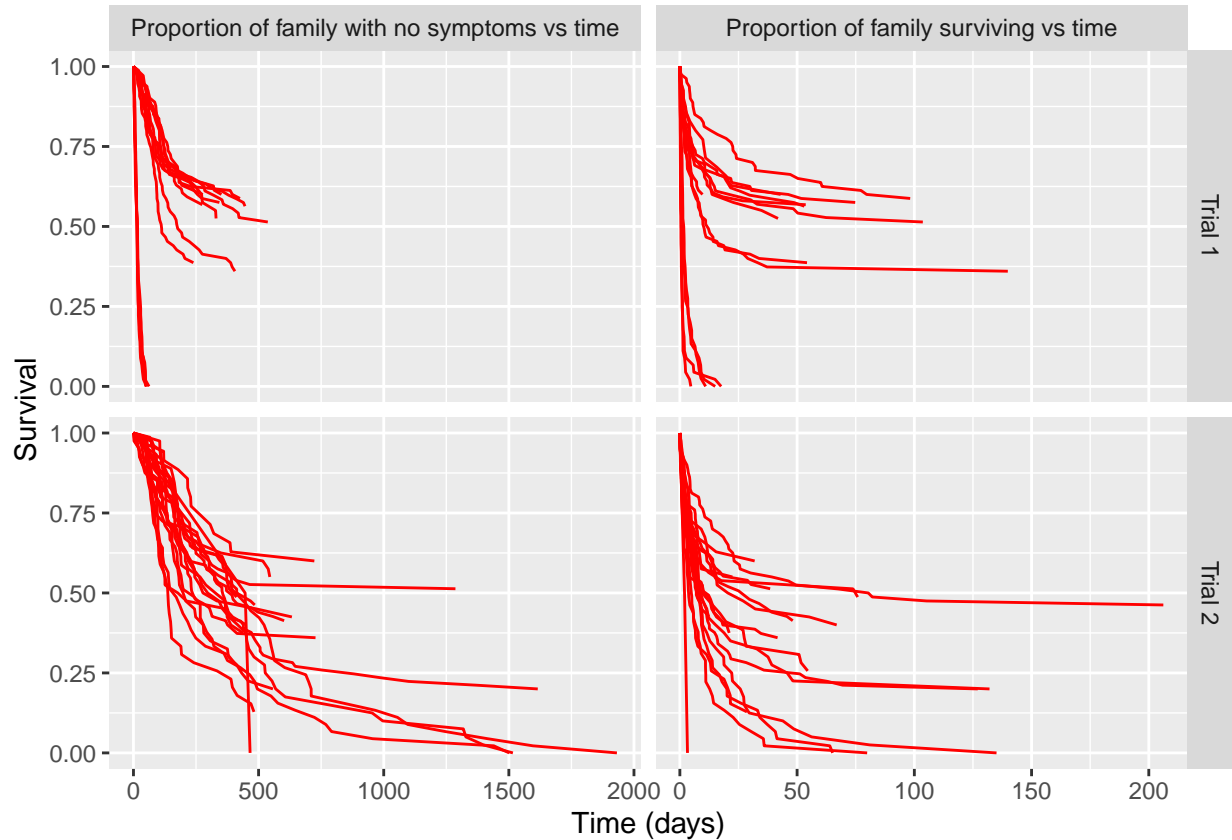 Proportion of family with no symptoms vs time
Proportion of family surviving vs time
1.00
0.75
0.50
0.25
0.00
Trial 1
Survival
1.00
0.75
0.50
0.25
0.00
Trial 2
0 500 1000 1500 2000
0 50 100 150 200
Time (days)